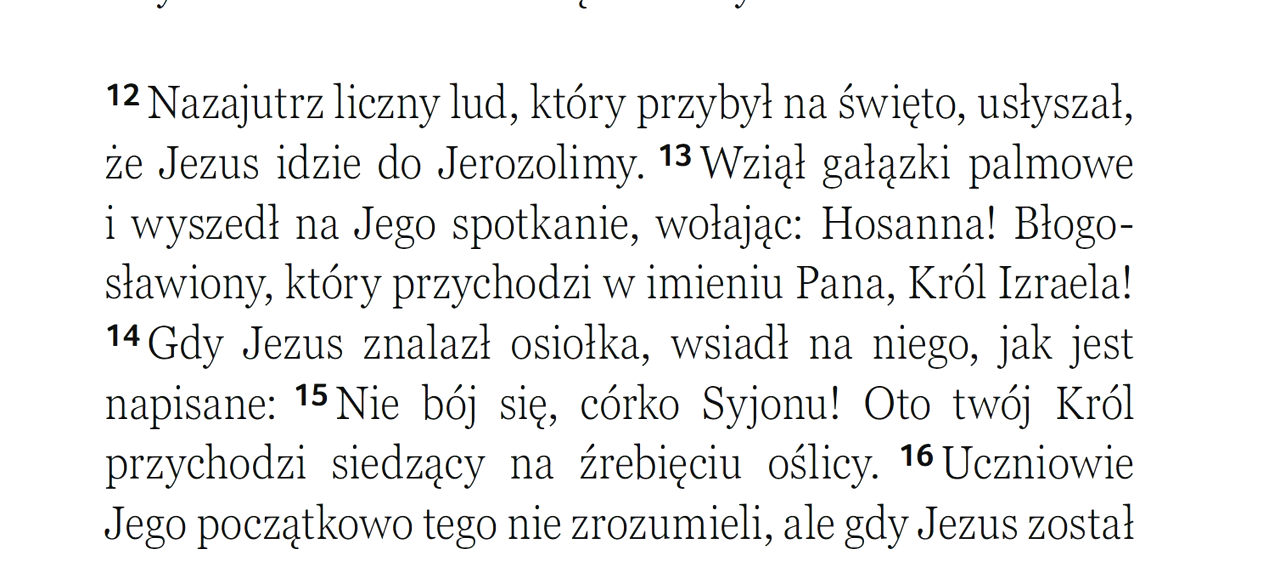 12 Nazajutrz liczny lud, który przybył na święto, usłyszał,
że Jezus idzie do Jerozolimy. 13 Wziął gałązki palmowe
i wyszedł na Jego spotkanie, wołając: Hosanna! Błogo-
sławiony, który przychodzi w imieniu Pana, Król Izraela!
14 Gdy Jezus znalazł osiołka, wsiadł na niego, jak jest
napisane: 15 Nie bój się, córko Syjonu! Oto twój Król
przychodzi siedzący na źrebięciu oślicy. 16 Uczniowie
Jego początkowo tego nie zrozumieli, ale gdy Jezus został